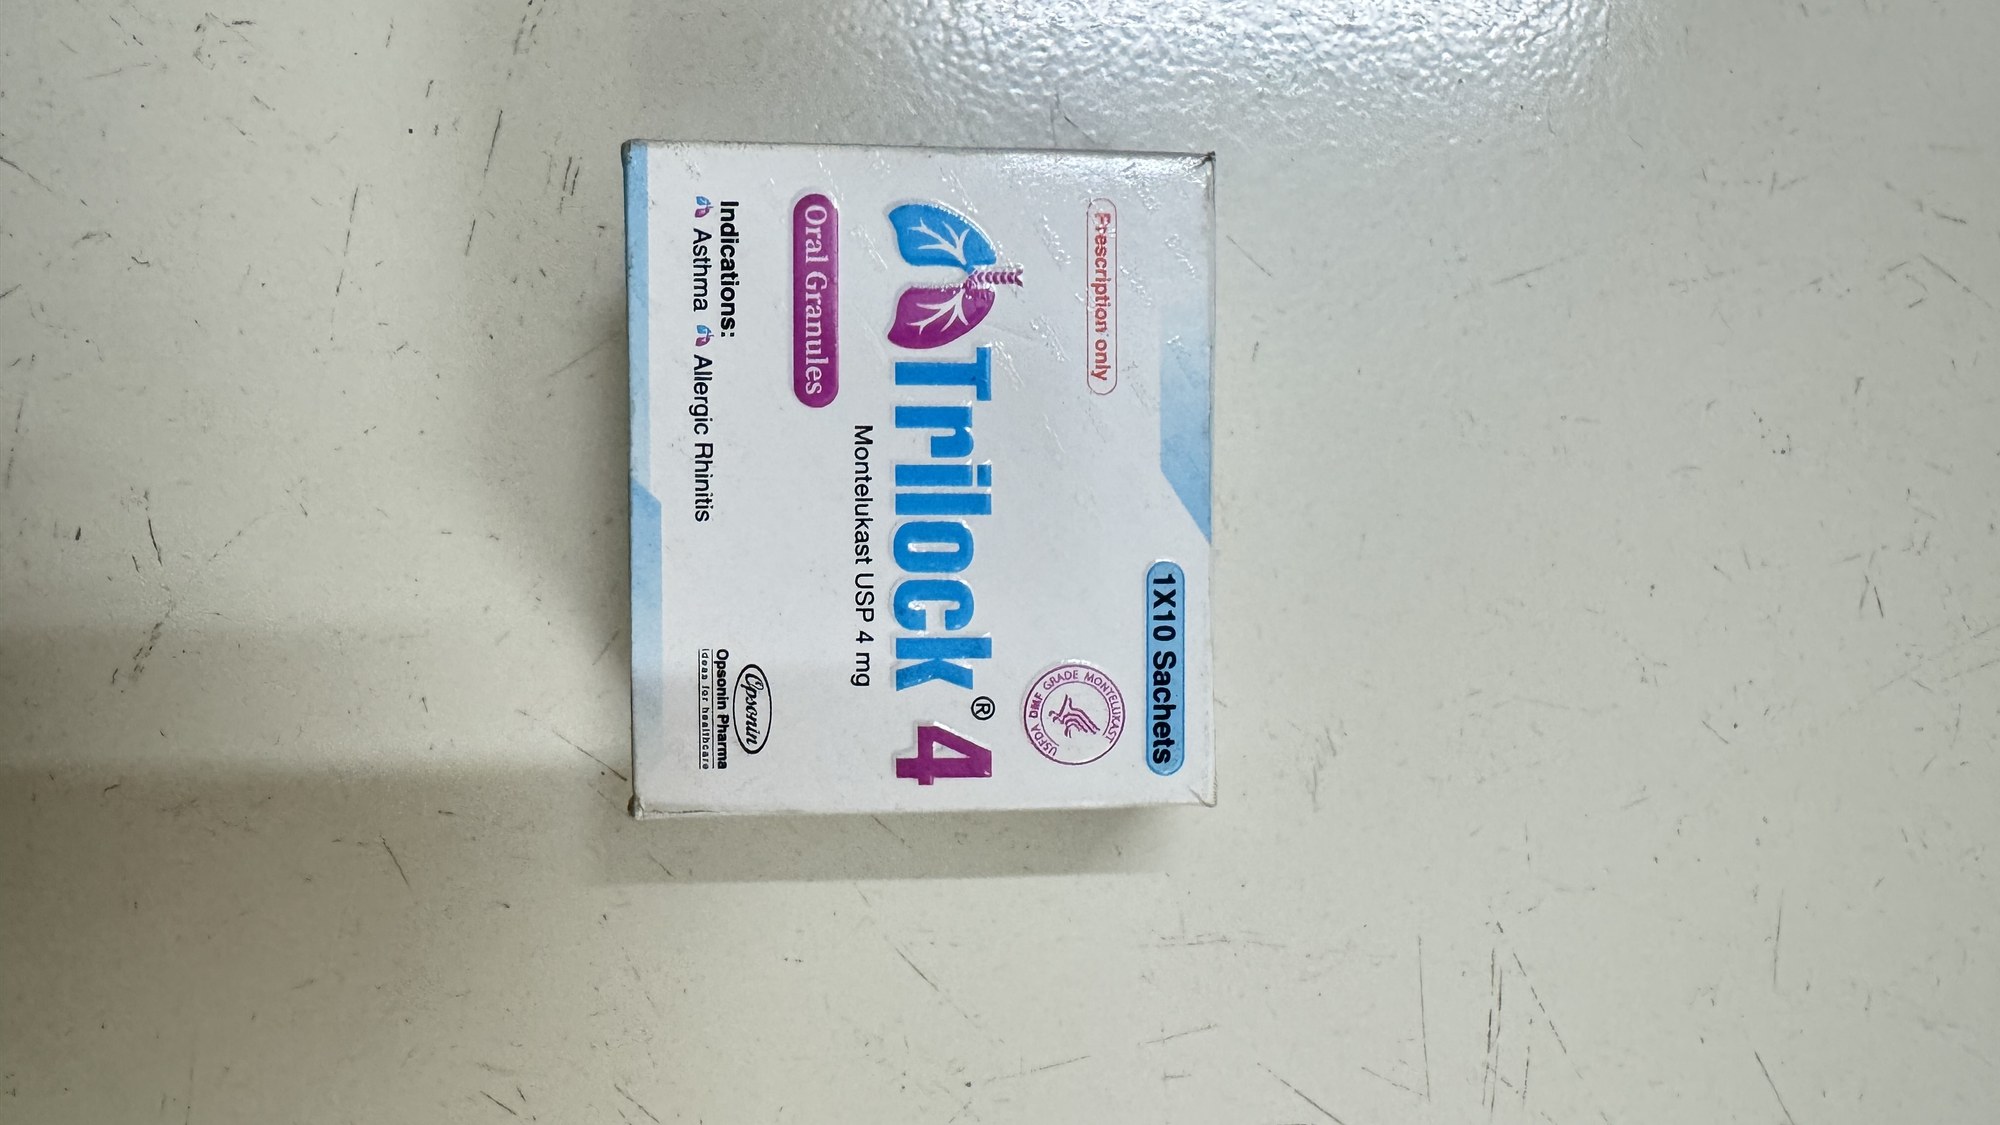 1X10 Sachets
Prescription only
USFDA DMF GRADE MONTELUKAST
Trilock® 4
Montelukast USP 4 mg
Oral Granules
Indications:
Asthma Allergic Rhinitis
Opsonin
Opsonin Pharma
Ideas for healthcare